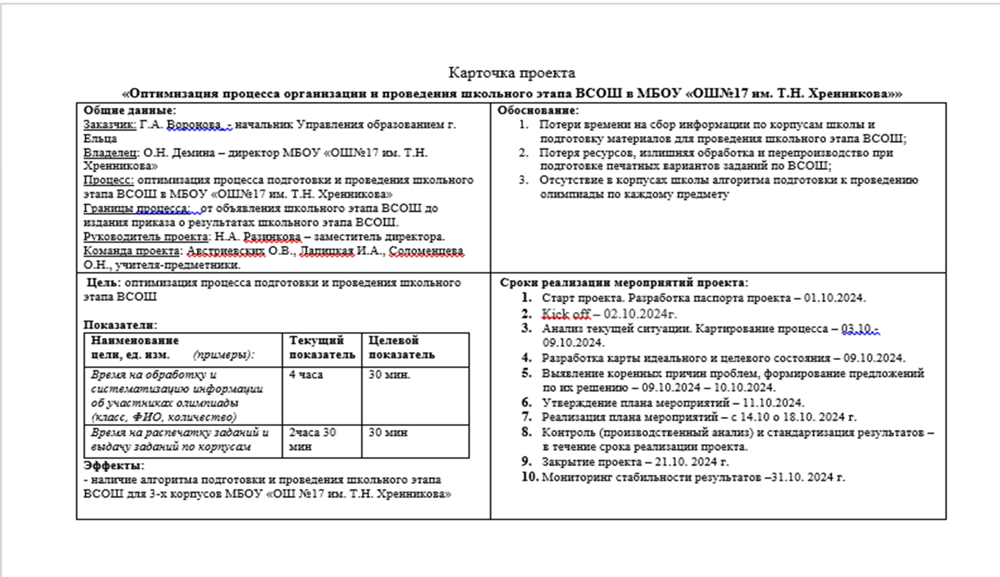 Карточка проекта
«Оптимизация процесса организации и проведения школьного этапа ВСОШ в МБОУ «ОШ№17 им. Т.Н. Хренникова»»
Общие данные:
Заказчик: Г.А. Воронова - начальник Управления образованием г.
Ельца
Владелец: О.Н. Демина – директор МБОУ «ОШ№17 им. Т.Н.
Хренникова»
Процесс: оптимизация процесса подготовки и проведения школьного
этапа ВСОШ в МБОУ «ОШ№17 им. Т.Н. Хренникова»
Границы процесса: от объявления школьного этапа ВСОШ до
издания приказа о результатах школьного этапа ВСОШ.
Руководитель проекта: Н.А. Разинкова – заместитель директора.
Команда проекта: Австриевских О.В., Лапицкая И.А., Соломенцева
О.Н., учителя-предметники.
Обоснование:
1. Потери времени на сбор информации по корпусам школы и
подготовку материалов для проведения школьного этапа ВСОШ;
2. Потеря ресурсов, излишняя обработка и перепроизводство при
подготовке печатных вариантов заданий по ВСОШ;
3. Отсутствие в корпусах школы алгоритма подготовки к проведению
олимпиады по каждому предмету
Цель: оптимизация процесса подготовки и проведения школьного
этапа ВСОШ
Показатели:
Наименование
цели, ед. изм. (примеры):
Текущий
показатель
Целевой
показатель
Время на обработку и
систематизацию информации
об участниках олимпиады
(класс, ФИО, количество)
4 часа
30 мин.
Время на распечатку заданий и
выдачу заданий по корпусам
2часа 30
мин
30 мин
Эффекты:
- наличие алгоритма подготовки и проведения школьного этапа
ВСОШ для 3-х корпусов МБОУ «ОШ №17 им. Т.Н. Хренникова»
Сроки реализации мероприятий проекта:
1. Старт проекта. Разработка паспорта проекта – 01.10.2024.
2. Kick off – 02.10.2024г.
3. Анализ текущей ситуации. Картирование процесса – 03.10.-
09.10.2024.
4. Разработка карты идеального и целевого состояния – 09.10.2024.
5. Выявление коренных причин проблем, формирование предложений
по их решению – 09.10.2024 – 10.10.2024.
6. Утверждение плана мероприятий – 11.10.2024.
7. Реализация плана мероприятий – с 14.10 о 18.10. 2024 г.
8. Контроль (производственный анализ) и стандартизация результатов –
в течение срока реализации проекта.
9. Закрытие проекта – 21.10. 2024 г.
10. Мониторинг стабильности результатов –31.10. 2024 г.